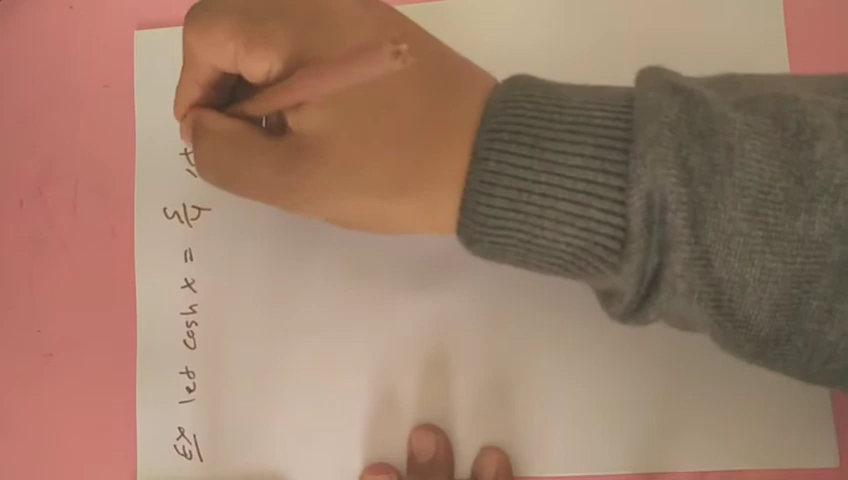 ex let cosh x = 5/4, x